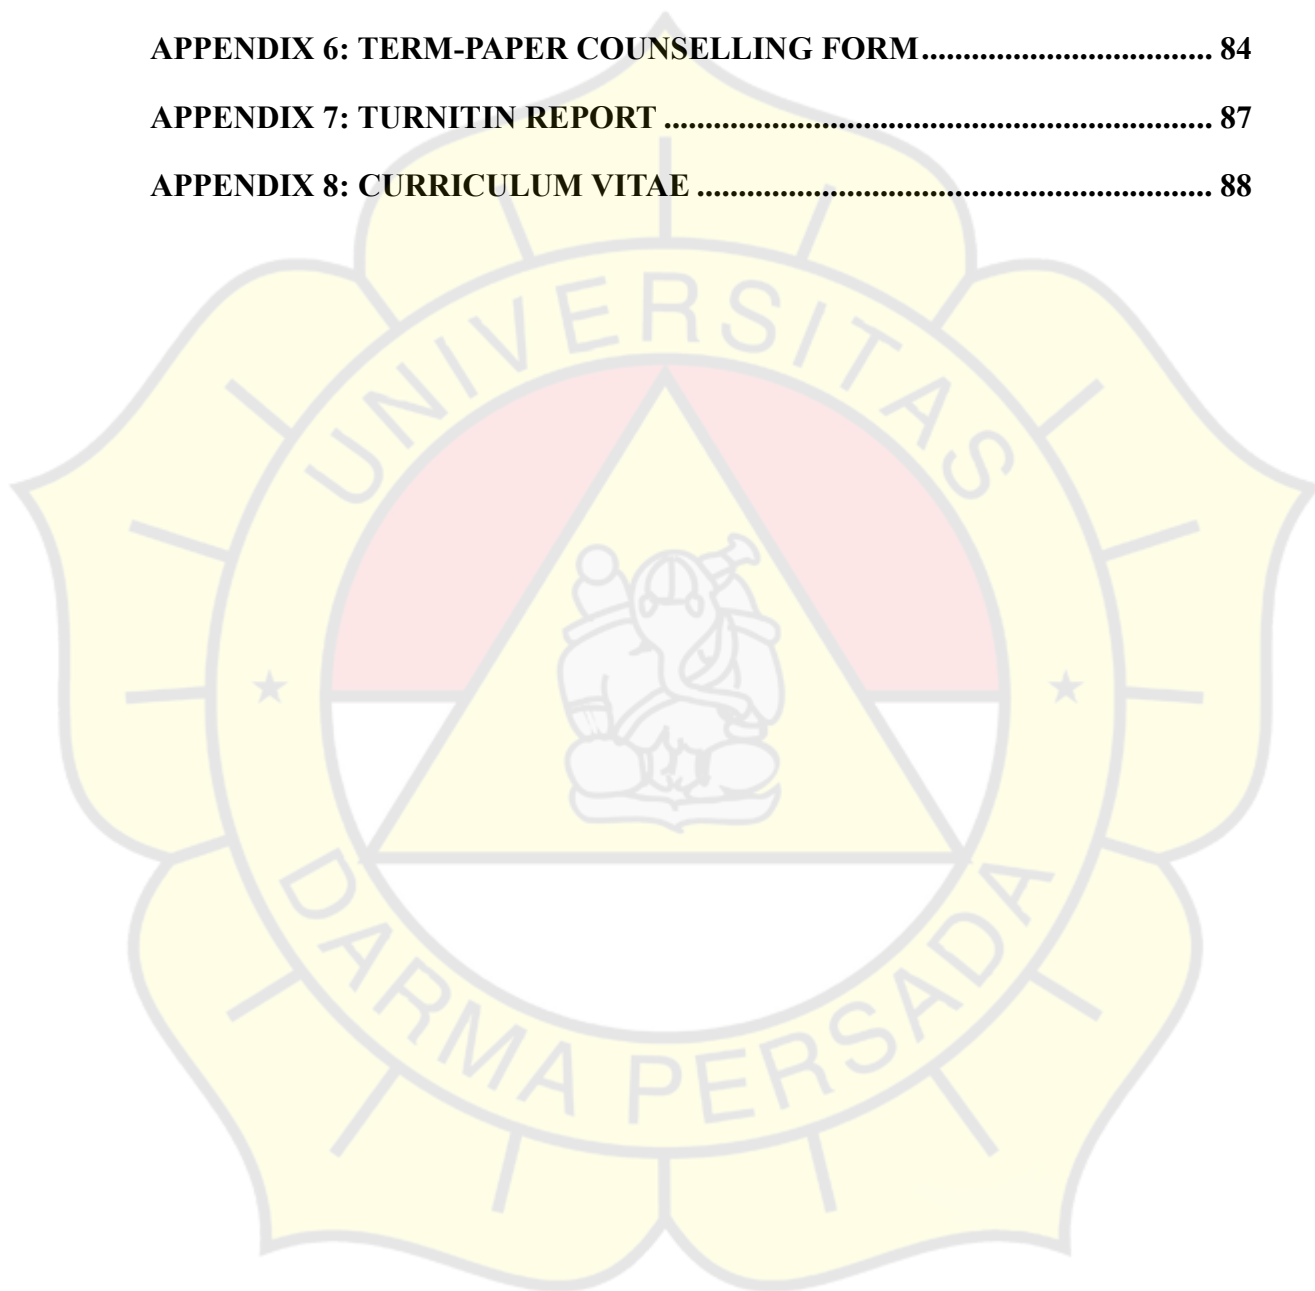 APPENDIX 6: TERM-PAPER COUNSELLING FORM................................... 84
APPENDIX 7: TURNITIN REPORT ................................................................... 87
APPENDIX 8: CURRICULUM VITAE ............................................................... 88
UNIVERSITAS
DARMA PERSADA